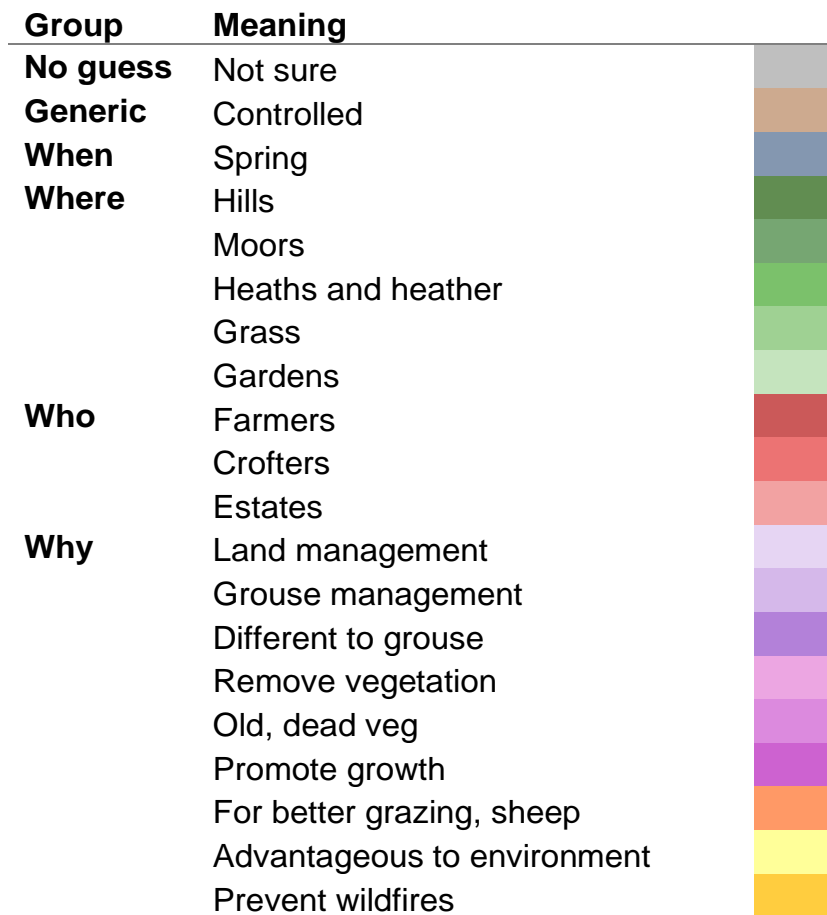 Group Meaning
No guess Not sure
Generic Controlled
When Spring
Where Hills
Moors
Heaths and heather
Grass
Gardens
Who Farmers
Crofters
Estates
Why Land management
Grouse management
Different to grouse
Remove vegetation
Old, dead veg
Promote growth
For better grazing, sheep
Advantageous to environment
Prevent wildfires